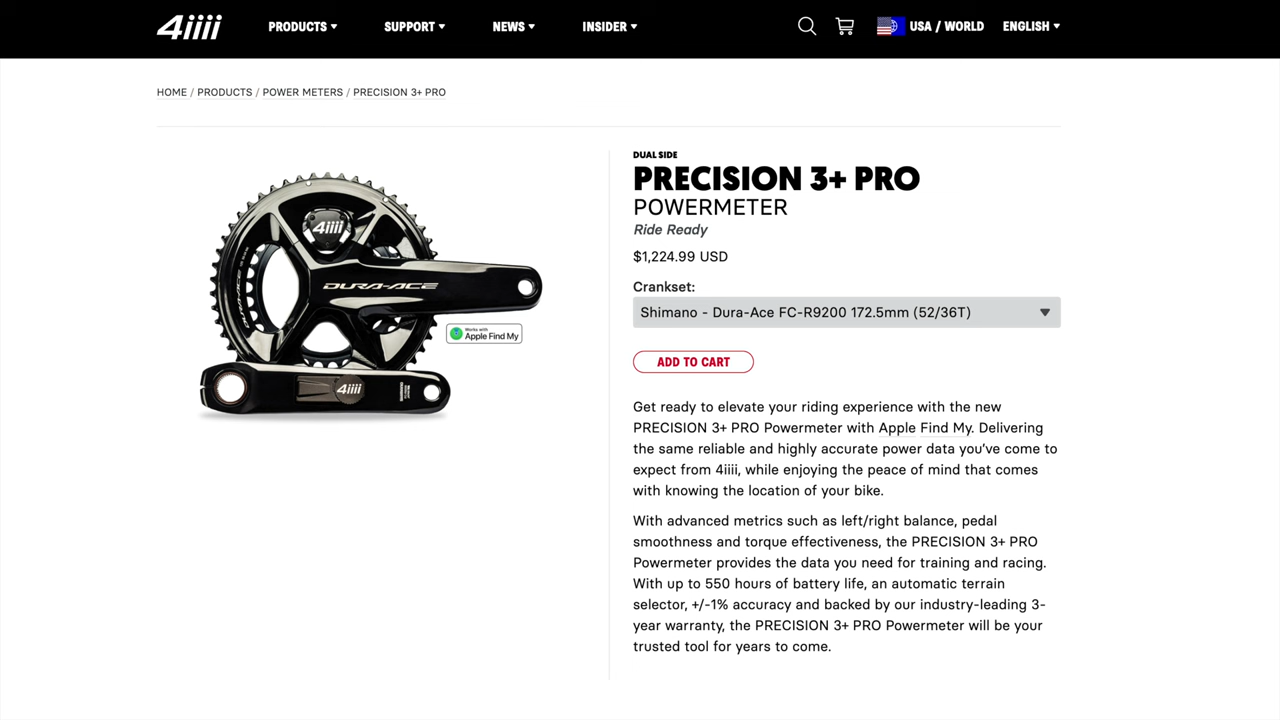 4iiii
PRODUCTS
SUPPORT
NEWS
INSIDER
USA / WORLD
ENGLISH
HOME / PRODUCTS / POWER METERS / PRECISION 3+ PRO
4iiii
DURA-ACE
DURA-ACE
Works with
Apple Find My
4iiii
DUAL SIDE
PRECISION 3+ PRO
POWERMETER
Ride Ready
$1,224.99 USD
Crankset:
Shimano - Dura-Ace FC-R9200 172.5mm (52/36T)
ADD TO CART
Get ready to elevate your riding experience with the new
PRECISION 3+ PRO Powermeter with Apple Find My. Delivering
the same reliable and highly accurate power data you’ve come to
expect from 4iiii, while enjoying the peace of mind that comes
with knowing the location of your bike.
With advanced metrics such as left/right balance, pedal
smoothness and torque effectiveness, the PRECISION 3+ PRO
Powermeter provides the data you need for training and racing.
With up to 550 hours of battery life, an automatic terrain
selector, +/-1% accuracy and backed by our industry-leading 3-
year warranty, the PRECISION 3+ PRO Powermeter will be your
trusted tool for years to come.